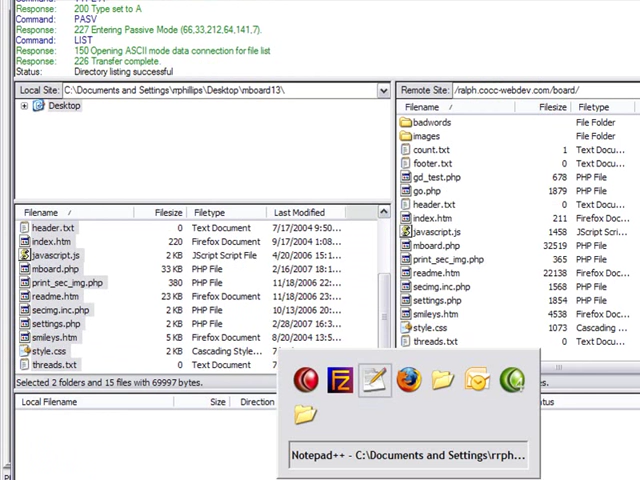 Response: 200 Type set to A
Command: PASV
Response: 227 Entering Passive Mode (66,33,212,64,141,7).
Command: LIST
Response: 150 Opening ASCII mode data connection for file list
Response: 226 Transfer complete.
Status: Directory listing successful
Local Site: C:\Documents and Settings\rrphillips\Desktop\mboard13\
Desktop
Filename / Filesize Filetype Last Modified
header.txt 0 Text Document 7/17/2004 9:50...
index.htm 220 Firefox Document 9/17/2004 1:08...
javascript.js 2 KB JScript Script File 4/20/2006 15:1...
mboard.php 33 KB PHP File 2/16/2007 18:1...
print_sec_img.php 380 PHP File 11/18/2006 22:...
readme.htm 23 KB Firefox Document 11/18/2006 23:...
secimg.inc.php 2 KB PHP File 10/13/2006 20:...
settings.php 2 KB PHP File 2/28/2007 16:3...
smileys.htm 5 KB Firefox Document 8/20/2004 13:5...
style.css 2 KB Cascading Style...
threads.txt 0 Text Document
Selected 2 folders and 15 files with 69997 bytes.
Local Filename Size Direction
Remote Site: /ralph.cocc-webdev.com/board/
Filename / Filesize Filetype
badwords File Folder
images File Folder
count.txt 1 Text Docu...
footer.txt 0 Text Docu...
gd_test.php 678 PHP File
go.php 1879 PHP File
header.txt 0 Text Docu...
index.htm 211 Firefox Do...
javascript.js 1458 JScript Scri...
mboard.php 32519 PHP File
print_sec_img.php 365 PHP File
readme.htm 22138 Firefox Do...
secimg.inc.php 1568 PHP File
settings.php 1854 PHP File
smileys.htm 4538 Firefox Do...
style.css 1073 Cascading ...
threads.txt 0 Text Docu...
Notepad++ - C:\Documents and Settings\rrph...